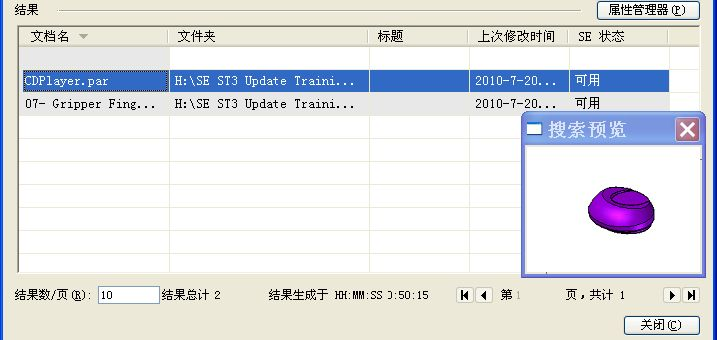 结果 属性管理器(P)
文档名 文件夹 标题 上次修改时间 SE 状态
CDPlayer.par H:\SE ST3 Update Traini... 2010-7-20... 可用
07- Gripper Fing... H:\SE ST3 Update Traini... 2010-7-20... 可用
搜索预览
结果数/页(R): 10 结果总计 2 结果生成于 HH:MM:SS 0:50:15 第 1 页，共计 1
关闭(C)